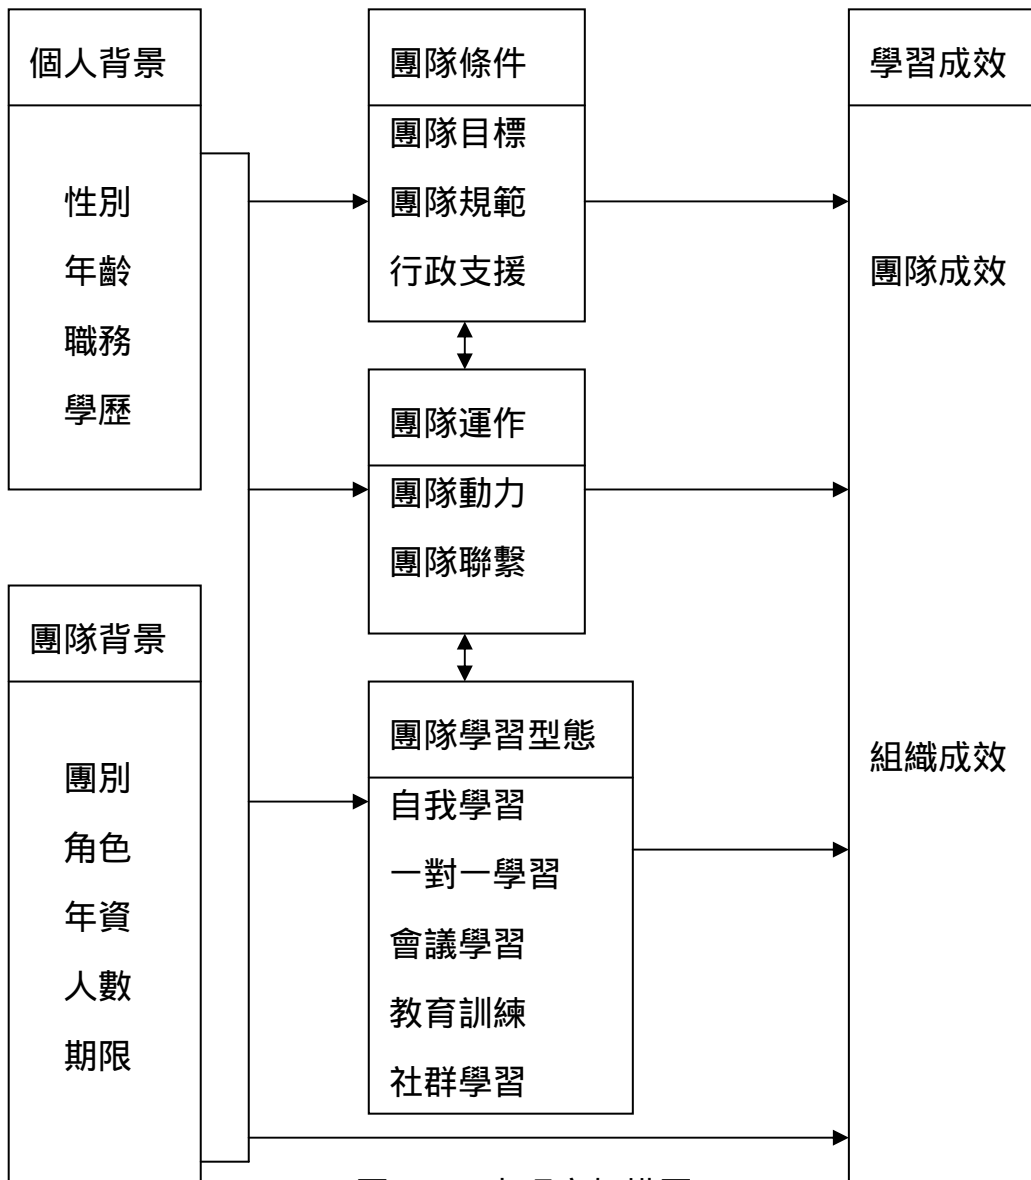 個人背景
性別
年齡
職務
學歷
團隊背景
團別
角色
年資
人數
期限
團隊條件
團隊目標
團隊規範
行政支援
團隊運作
團隊動力
團隊聯繫
團隊學習型態
自我學習
一對一學習
會議學習
教育訓練
社群學習
學習成效
團隊成效
組織成效